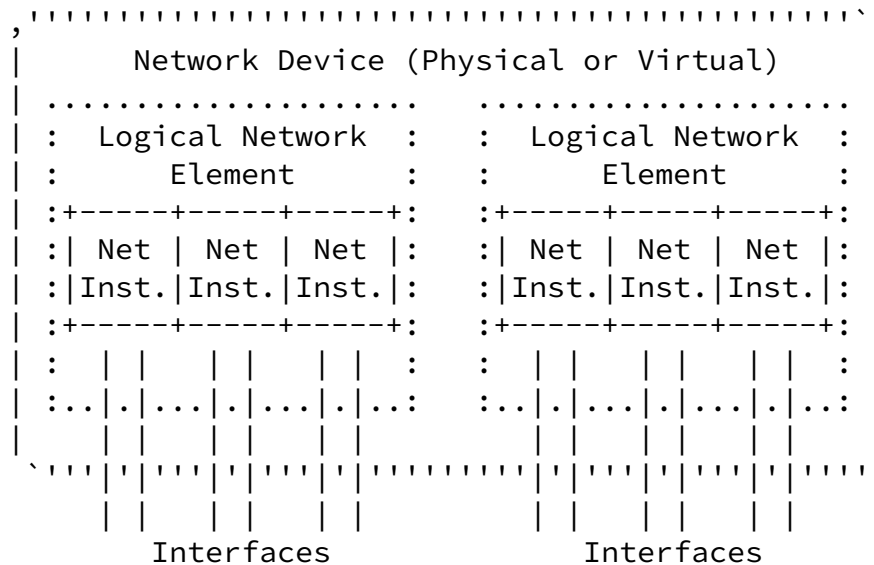 Network Device (Physical or Virtual)
Logical Network Logical Network
Element Element
Net Net Net Net Net Net
Inst. Inst. Inst. Inst. Inst. Inst.
Interfaces Interfaces